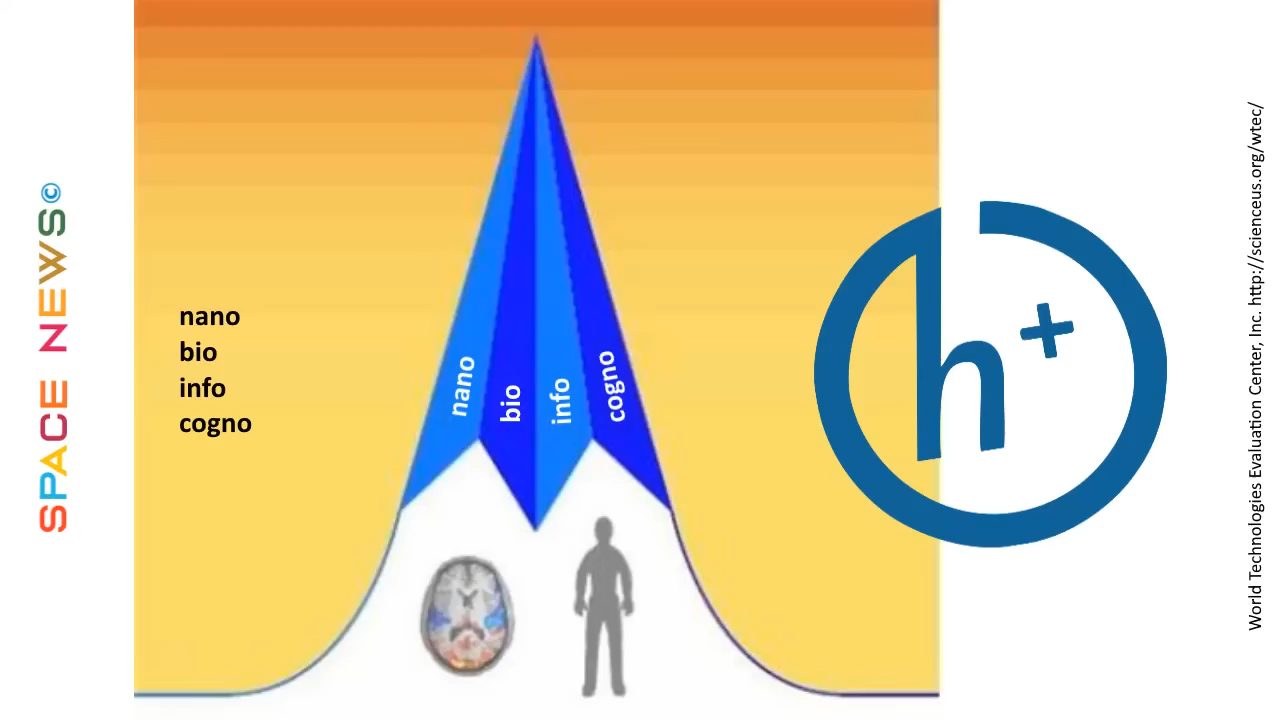 SPACE NEWS©
nano
bio
info
cogno
nano
bio
info
cogno
h+
World Technologies Evaluation Center, Inc. http://scienceus.org/wtec/